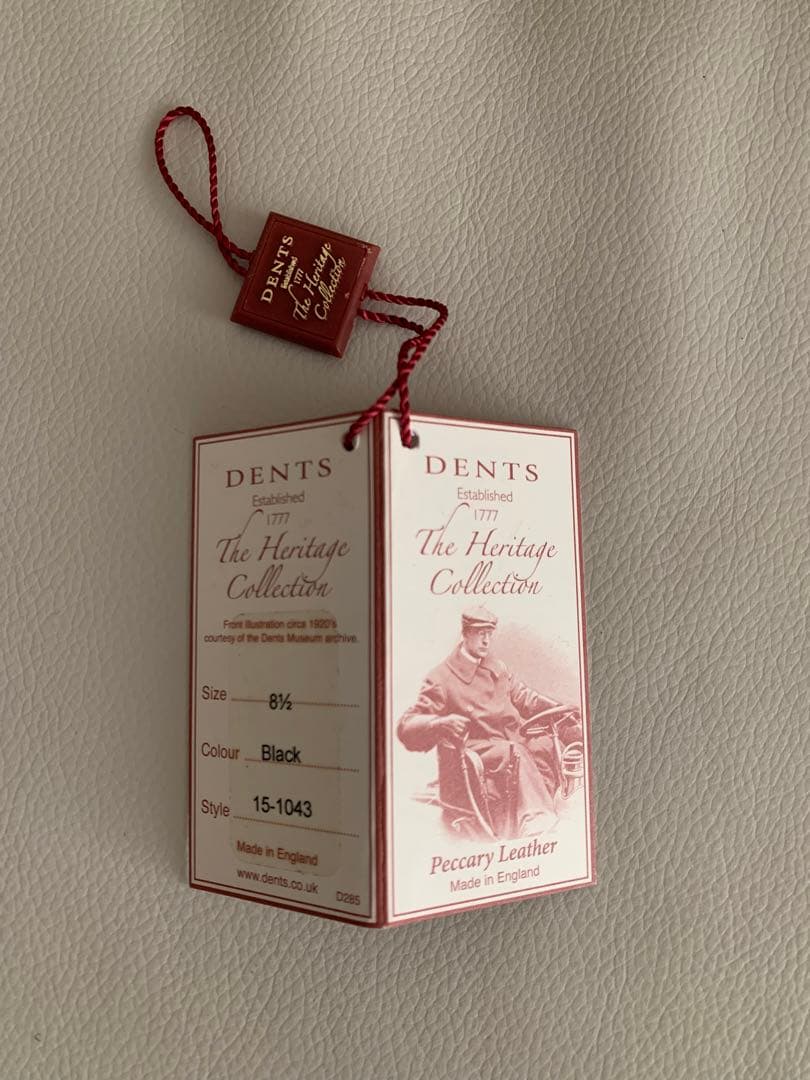 DENTS
Established
1777
The Heritage
Collection
DENTS
Established
1777
The Heritage
Collection
Front illustration circa 1920's
courtesy of the Dents Museum archive.
Size 8½
Colour Black
Style 15-1043
Made in England
www.dents.co.uk
D285
DENTS
Established
1777
The Heritage
Collection
Peccary Leather
Made in England